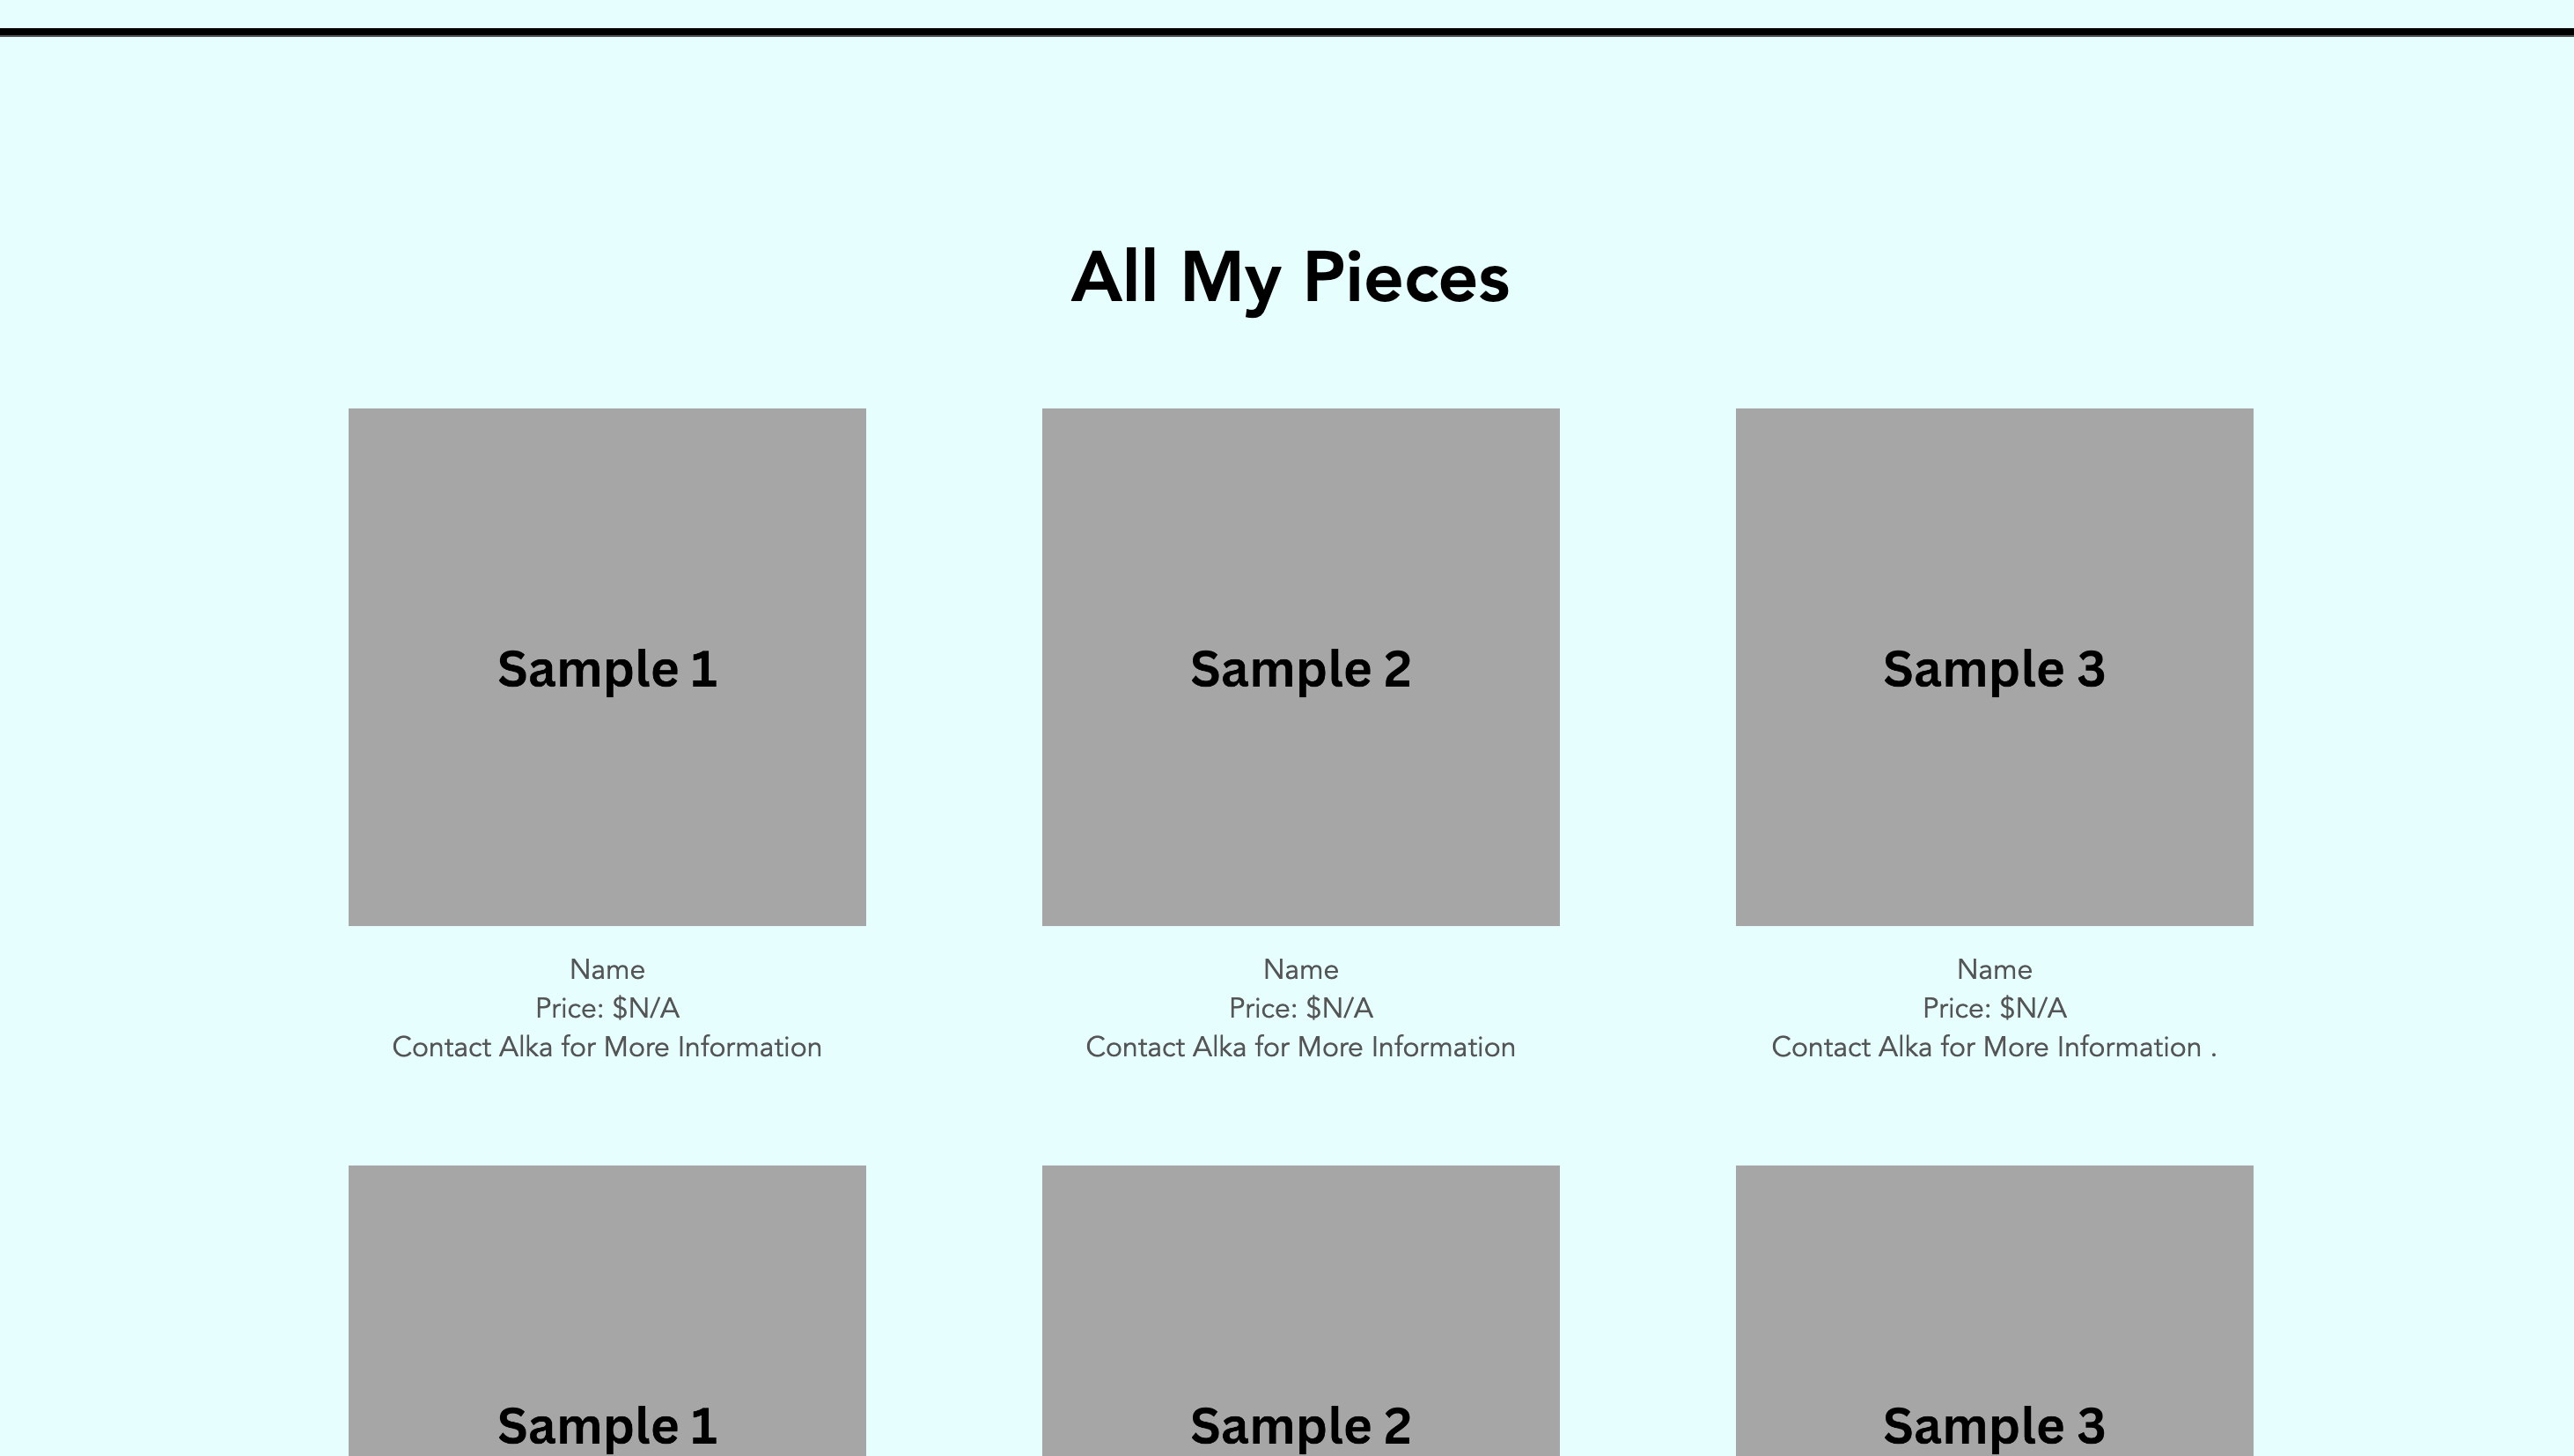 All My Pieces
Sample 1
Sample 2
Sample 3
Name
Price: $N/A
Contact Alka for More Information
Name
Price: $N/A
Contact Alka for More Information
Name
Price: $N/A
Contact Alka for More Information .
Sample 1
Sample 2
Sample 3